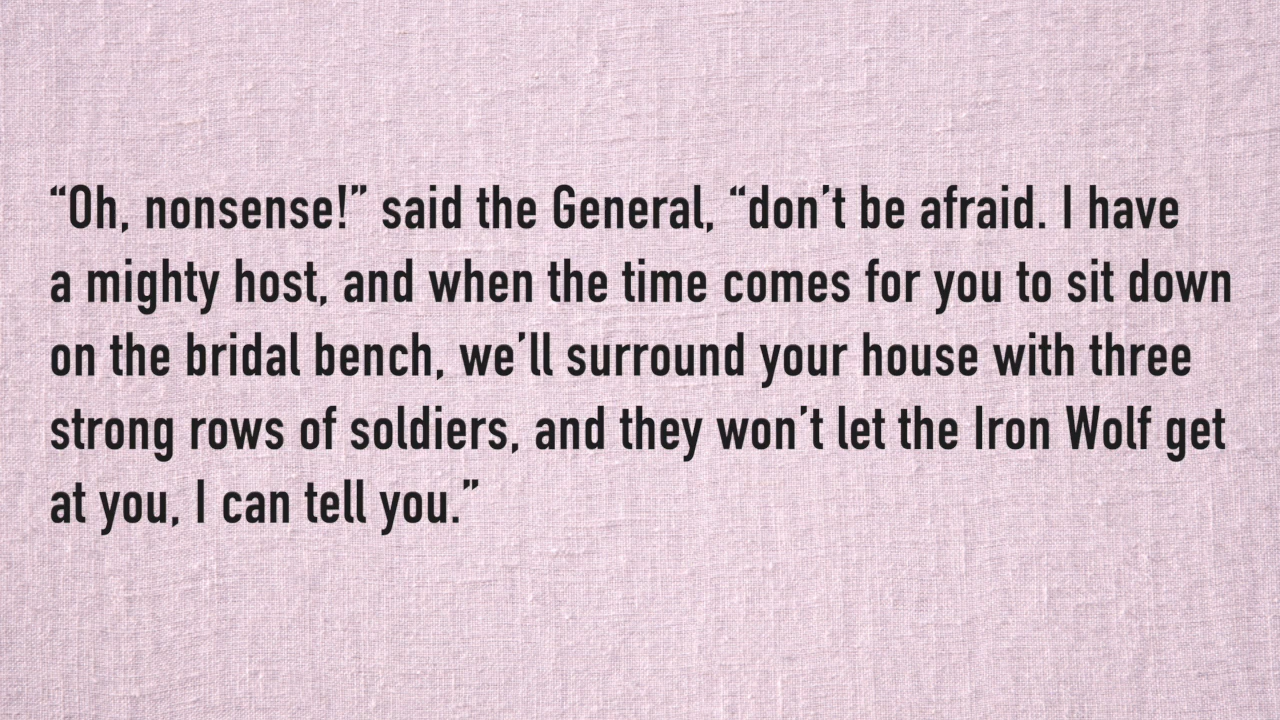 “Oh, nonsense!” said the General, “don’t be afraid. I have
a mighty host, and when the time comes for you to sit down
on the bridal bench, we’ll surround your house with three
strong rows of soldiers, and they won’t let the Iron Wolf get
at you, I can tell you.”